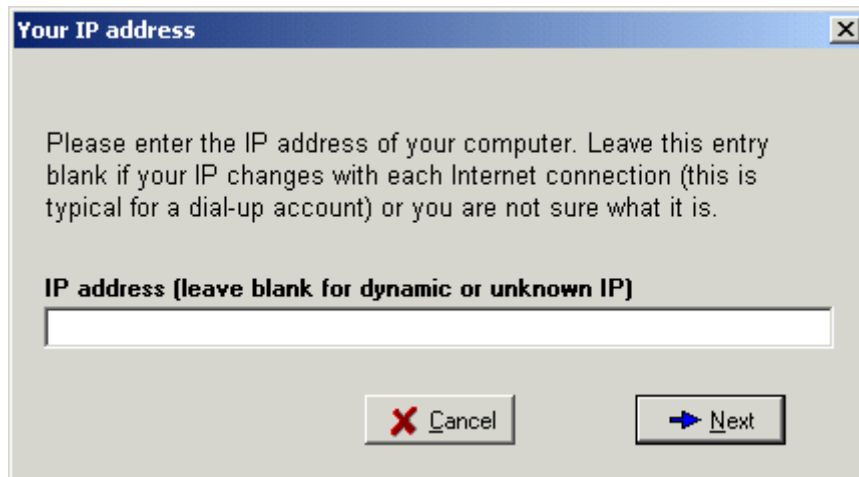 Your IP address
Please enter the IP address of your computer. Leave this entry
blank if your IP changes with each Internet connection (this is
typical for a dial-up account) or you are not sure what it is.
IP address (leave blank for dynamic or unknown IP)
Cancel
Next